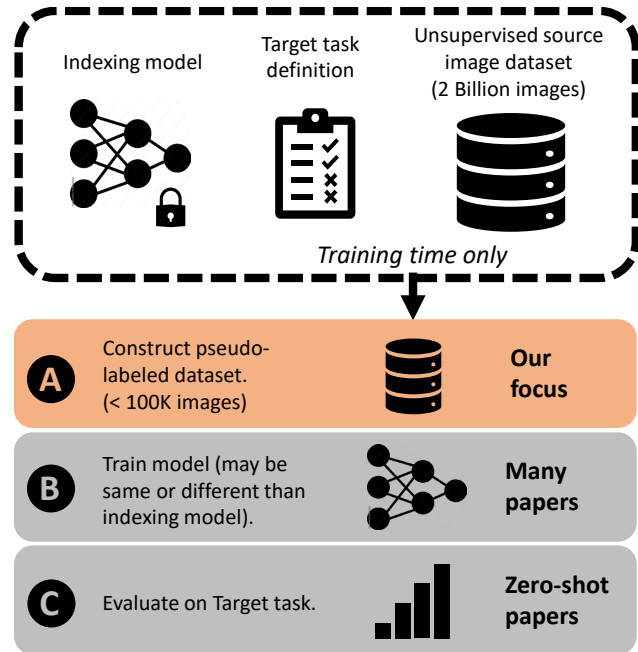 Indexing model
Target task
definition
Unsupervised source
image dataset
(2 Billion images)
Training time only
A
Construct pseudo-
labeled dataset.
(< 100K images)
Our
focus
B
Train model (may be
same or different than
indexing model).
Many
papers
C
Evaluate on Target task.
Zero-shot
papers